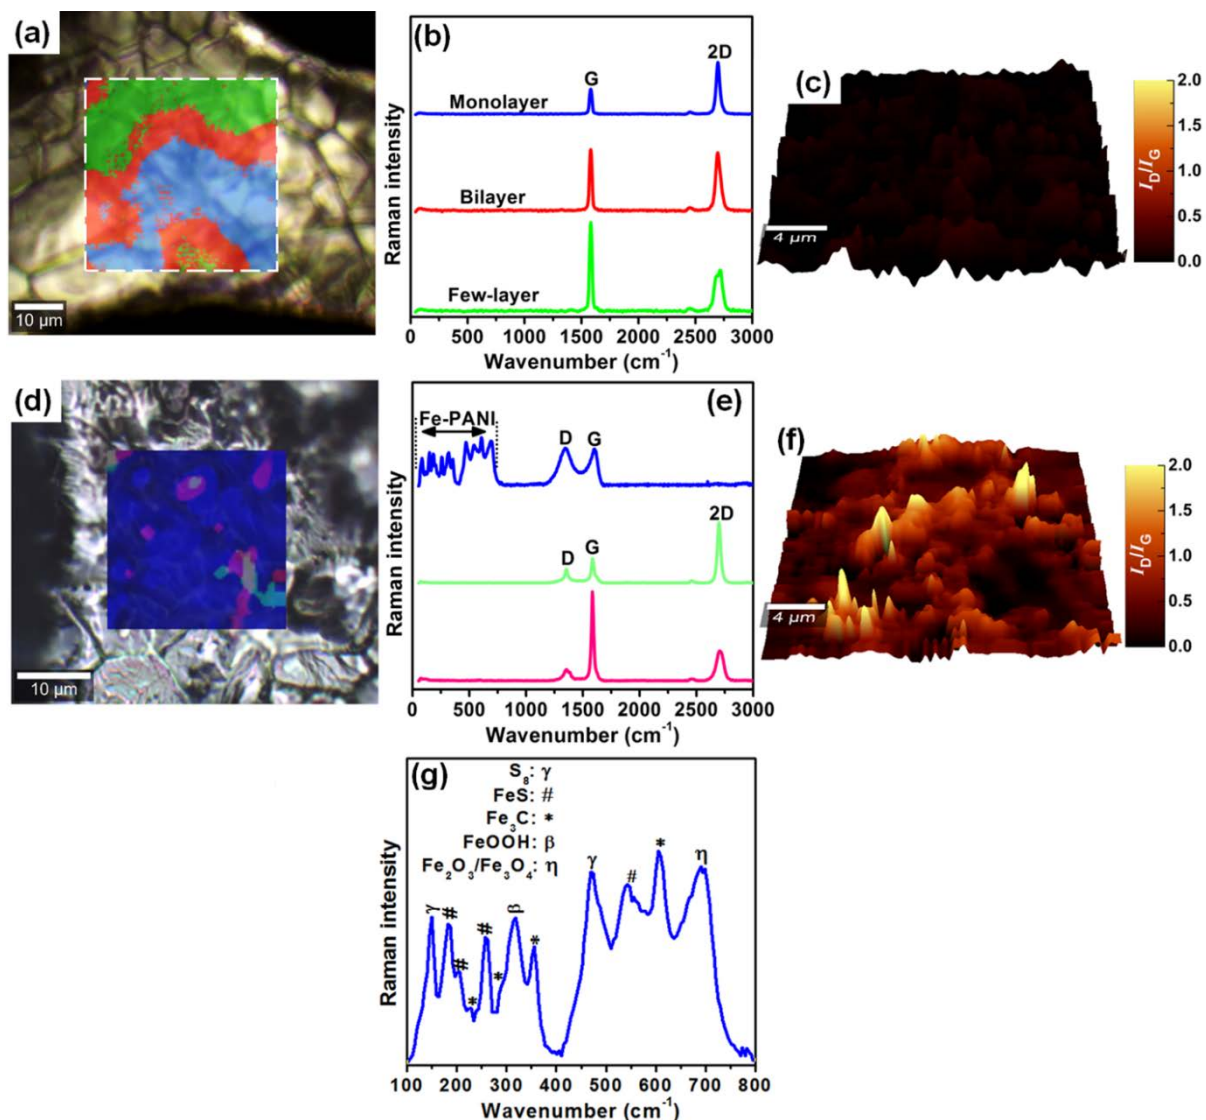 (a)
10 µm
(b)
2D
G
Monolayer
Bilayer
Few-layer
Raman intensity
0 500 1000 1500 2000 2500 3000
Wavenumber (cm⁻¹)
(c)
4 µm
2.0
1.5
1.0
0.5
0.0
I_D/I_G
(d)
10 µm
(e)
Fe-PANI
D G
2D
D G
Raman intensity
0 500 1000 1500 2000 2500 3000
Wavenumber (cm⁻¹)
(f)
4 µm
2.0
1.5
1.0
0.5
0.0
I_D/I_G
(g)
S₈: γ
FeS: #
Fe₃C: *
FeOOH: β
Fe₂O₃/Fe₃O₄: η
γ # # * # * β * γ # * η
Raman intensity
100 200 300 400 500 600 700 800
Wavenumber (cm⁻¹)